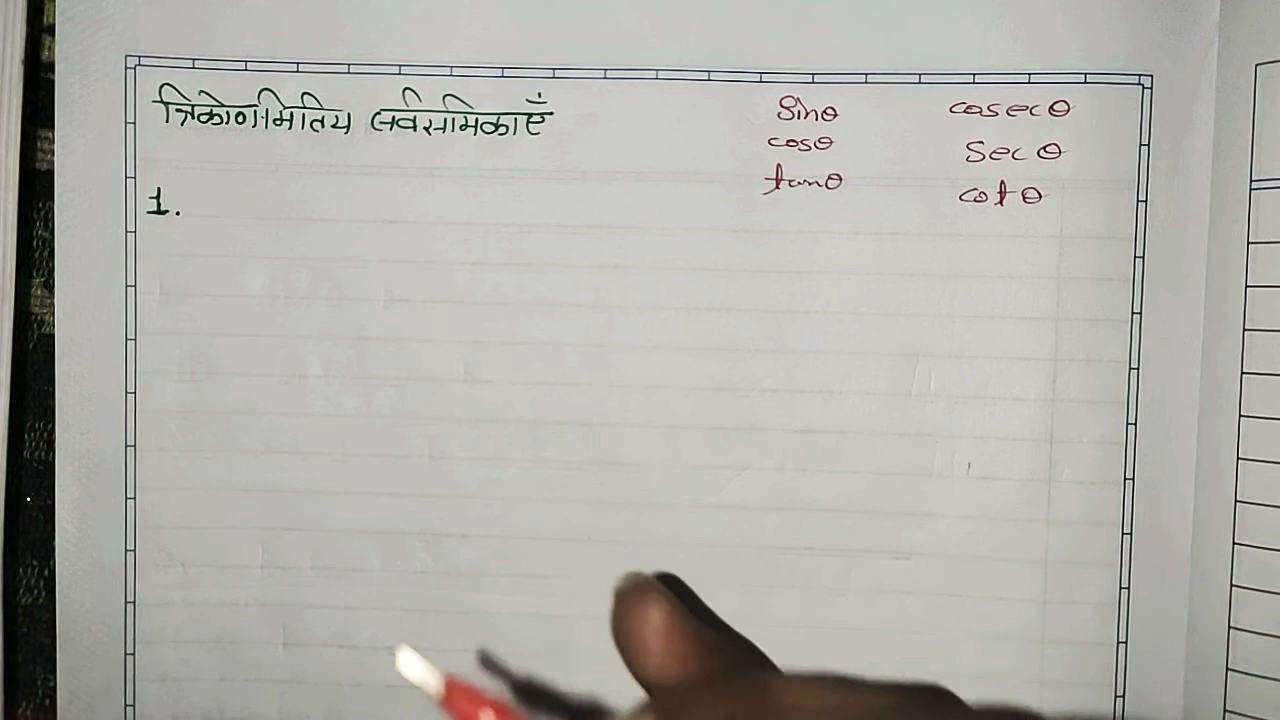 त्रिकोणमितिय सर्वसमिकाएँ
sinθ cosecθ
cosθ secθ
tanθ cotθ
1.